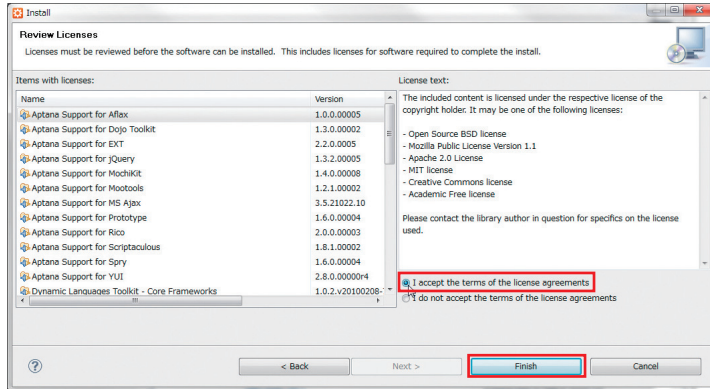 Install
Review Licenses
Licenses must be reviewed before the software can be installed. This includes licenses for software required to complete the install.
Items with licenses:
Name Version
Aptana Support for Aflax 1.0.0.00005
Aptana Support for Dojo Toolkit 1.3.0.00002
Aptana Support for EXT 2.2.0.0005
Aptana Support for jQuery 1.3.2.00005
Aptana Support for MochiKit 1.4.0.00008
Aptana Support for Mootools 1.2.1.00002
Aptana Support for MS Ajax 3.5.21022.10
Aptana Support for Prototype 1.6.0.00004
Aptana Support for Rico 2.0.0.00003
Aptana Support for Scriptaculous 1.8.1.00002
Aptana Support for Spry 1.6.0.00004
Aptana Support for YUI 2.8.0.00000r4
Dynamic Languages Toolkit - Core Frameworks 1.0.2.v20100208-
License text:
The included content is licensed under the respective license of the
copyright holder. It may be one of the following licenses:
- Open Source BSD license
- Mozilla Public License Version 1.1
- Apache 2.0 License
- MIT license
- Creative Commons license
- Academic Free license
Please contact the library author in question for specifics on the license
used.
I accept the terms of the license agreements
I do not accept the terms of the license agreements
< Back Next > Finish Cancel